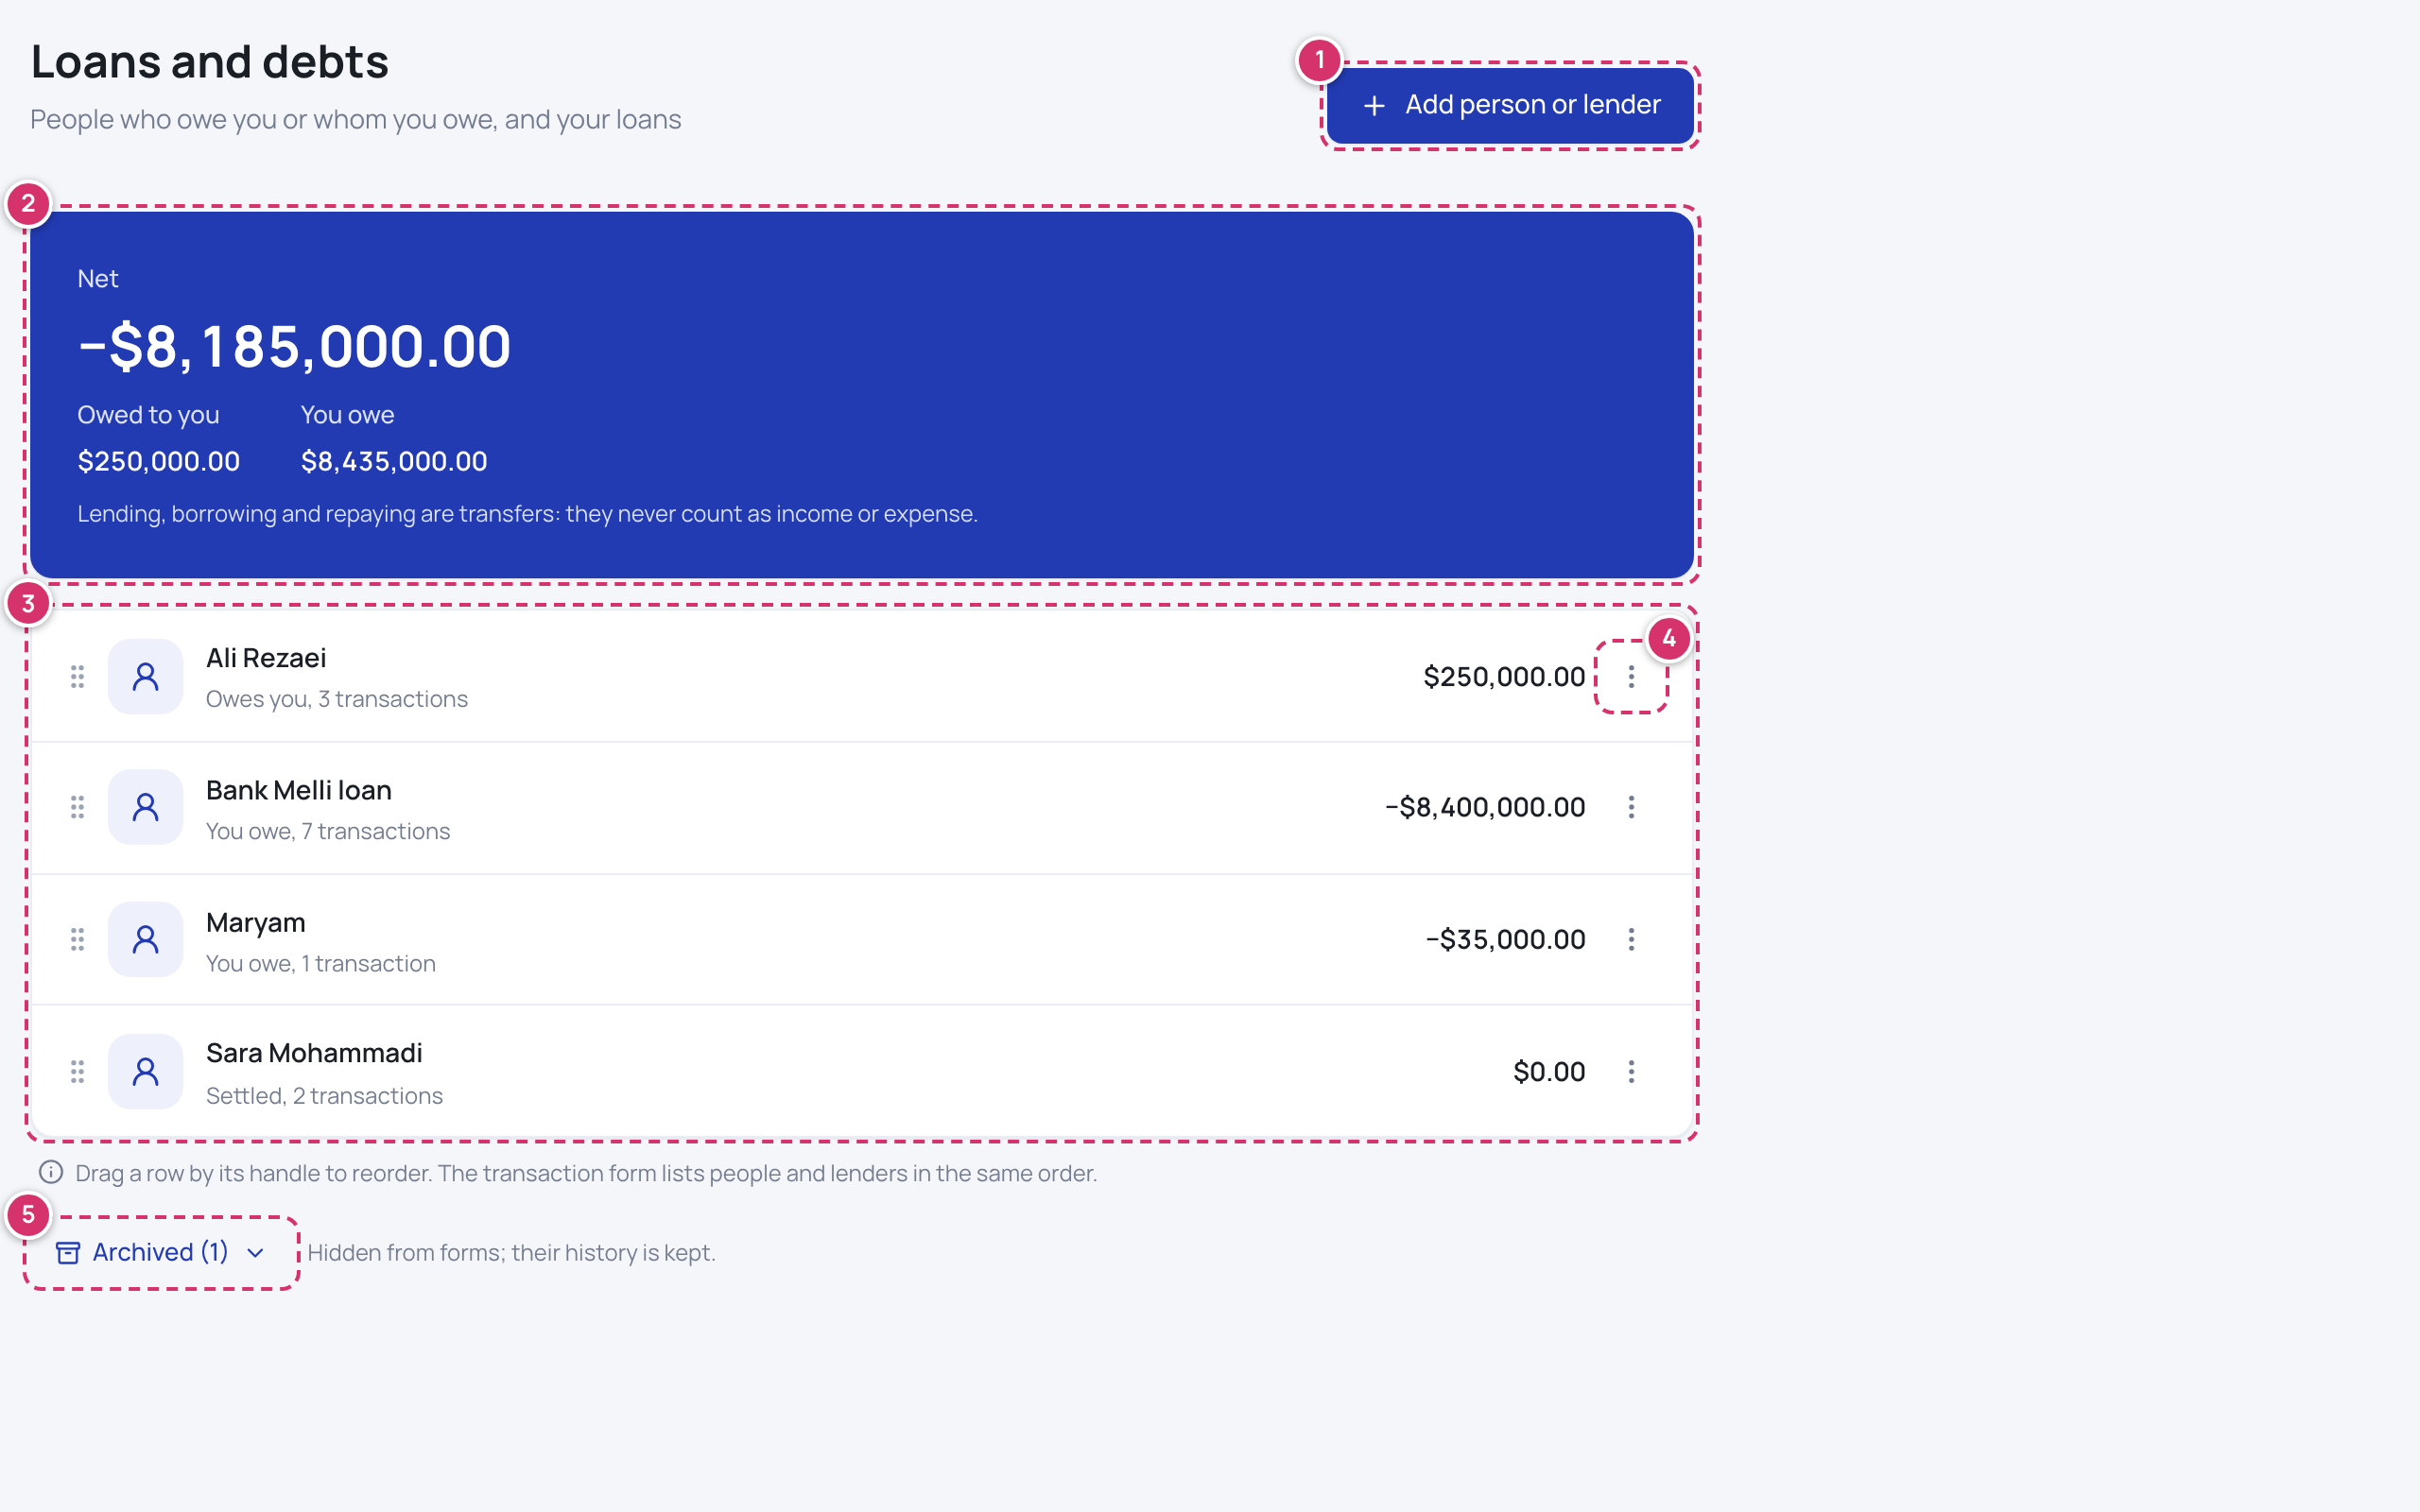 Loans and debts
People who owe you or whom you owe, and your loans
1
+ Add person or lender
2
Net
−$8,185,000.00
Owed to you You owe
$250,000.00 $8,435,000.00
Lending, borrowing and repaying are transfers: they never count as income or expense.
3
4
Ali Rezaei
Owes you, 3 transactions
$250,000.00
Bank Melli loan
You owe, 7 transactions
−$8,400,000.00
Maryam
You owe, 1 transaction
−$35,000.00
Sara Mohammadi
Settled, 2 transactions
$0.00
Drag a row by its handle to reorder. The transaction form lists people and lenders in the same order.
5
Archived (1) Hidden from forms; their history is kept.